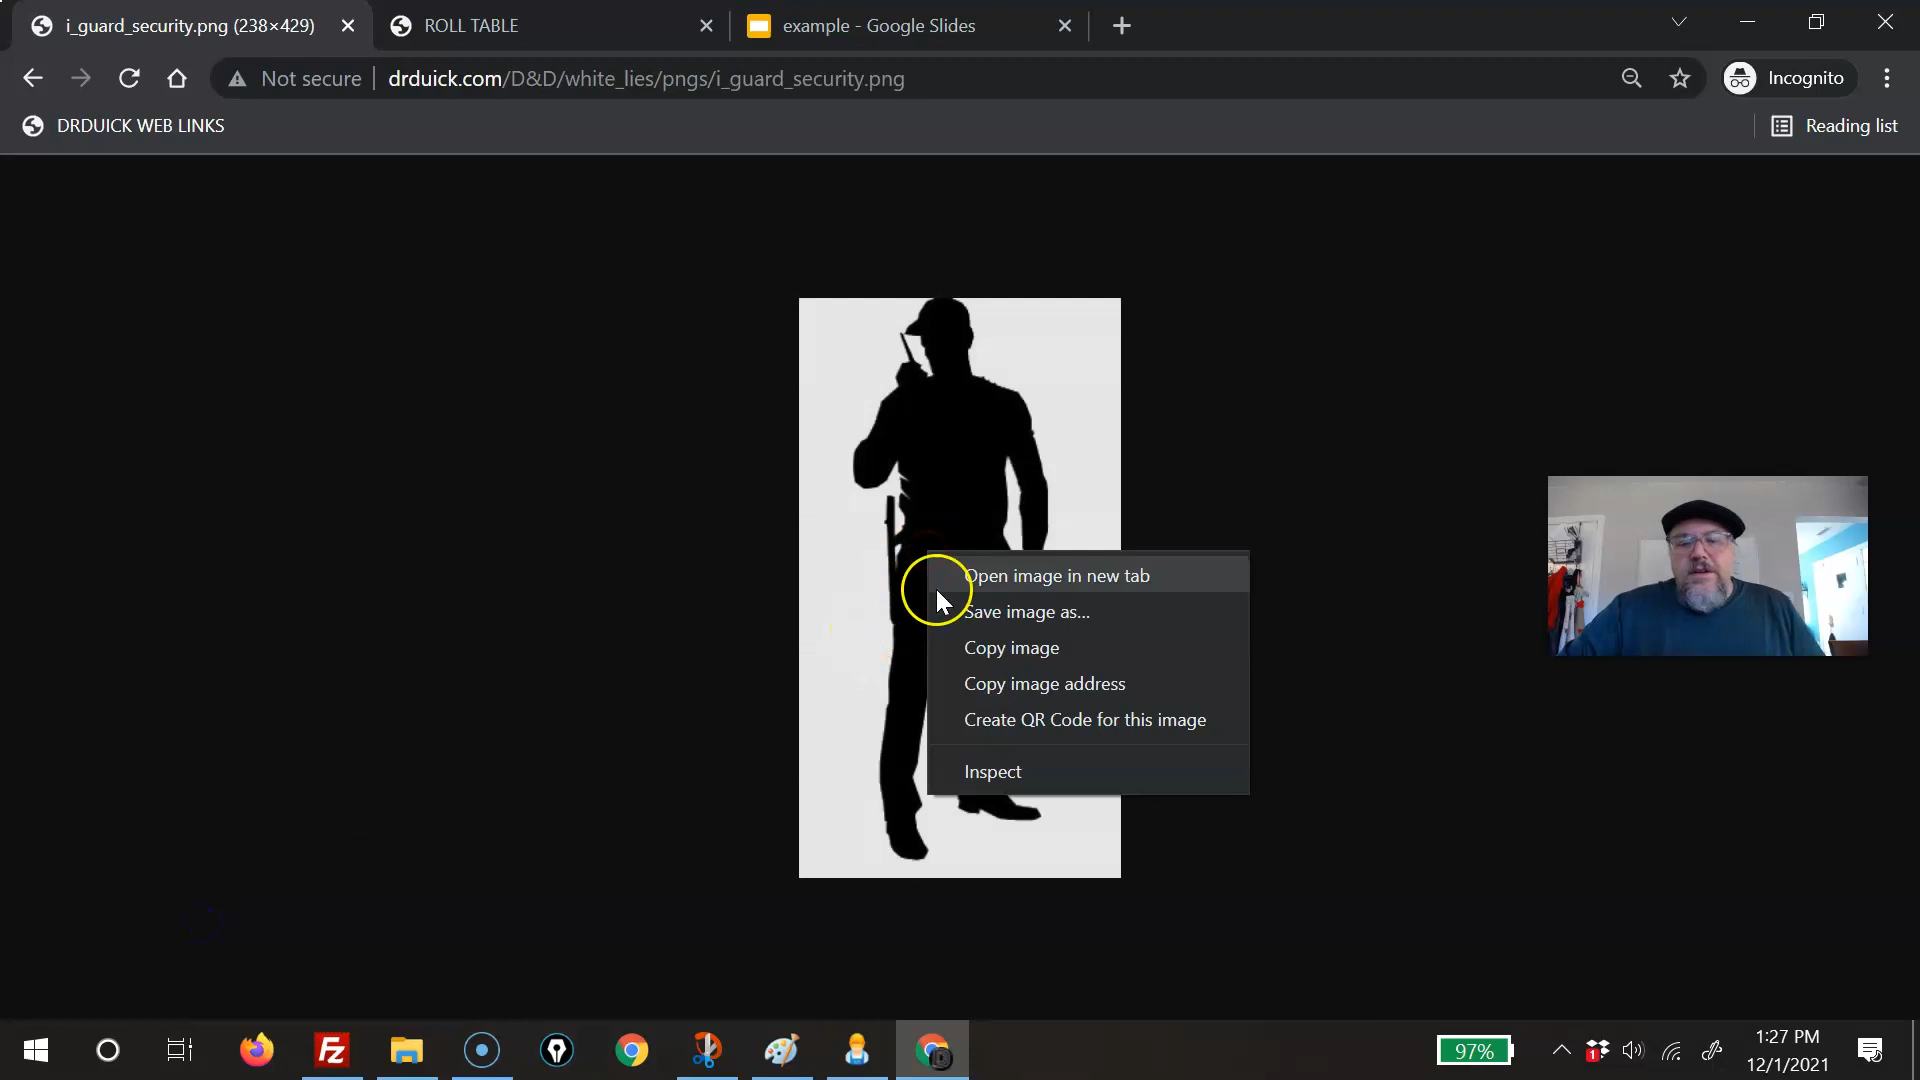 i_guard_security.png (238×429)
ROLL TABLE
example - Google Slides
Not secure
drduick.com/D&D/white_lies/pngs/i_guard_security.png
Incognito
DRDUICK WEB LINKS
Reading list
Open image in new tab
Save image as...
Copy image
Copy image address
Create QR Code for this image
Inspect
Fz
97%
1
1:27 PM
12/1/2021